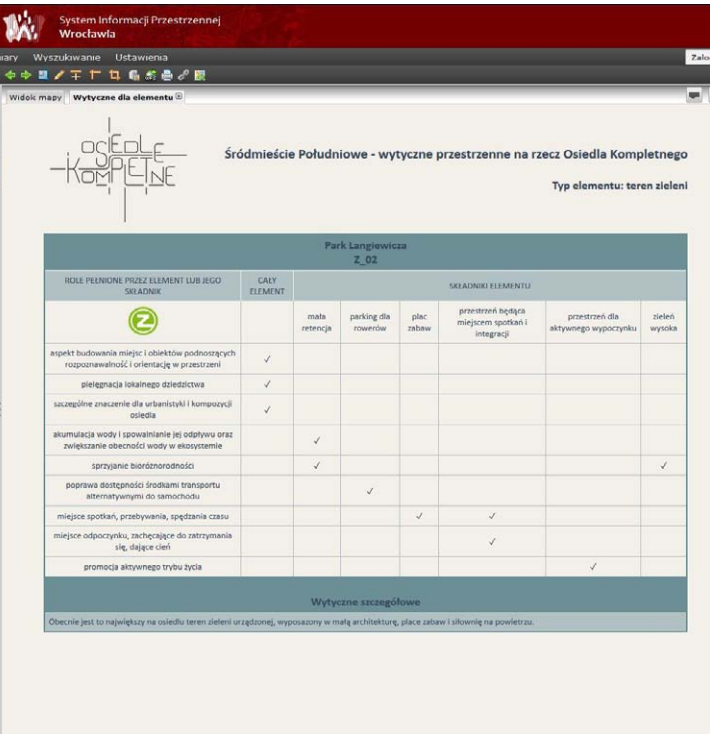 System Informacji Przestrzennej
Wrocławia
Wyszukiwanie Ustawienia
Widok mapy Wytyczne dla elementu
OSIEDLE
KOMPLETNE
Śródmieście Południowe - wytyczne przestrzenne na rzecz Osiedla Kompletnego
Typ elementu: teren zieleni
Park Langiewicza
Z_02
ROLE PEŁNIONE PRZEZ ELEMENT LUB JEGO
SKŁADNIK
CAŁY
ELEMENT
SKŁADNIKI ELEMENTU
Z
mała
retencja
parking dla
rowerów
plac
zabaw
przestrzeń będąca
miejscem spotkań i
integracji
przestrzeń dla
aktywnego wypoczynku
zieleń
wysoka
aspekt budowania miejsc i obiektów podnoszących
rozpoznawalność i orientację w przestrzeni
✓
pielęgnacja lokalnego dziedzictwa
✓
szczególne znaczenie dla urbanistyki i kompozycji
osiedla
✓
akumulacja wody i spowalnianie jej odpływu oraz
zwiększanie obecności wody w ekosystemie
✓
sprzyjanie bioróżnorodności
✓ ✓
poprawa dostępności środkami transportu
alternatywnymi do samochodu
✓
miejsce spotkań, przebywania, spędzania czasu
✓ ✓
miejsce odpoczynku, zachęcające do zatrzymania
się, dające cień
✓
promocja aktywnego trybu życia
✓
Wytyczne szczegółowe
Obecnie jest to największy na osiedlu teren zieleni urządzonej, wyposażony w małą architekturę, place zabaw i siłownię na powietrzu.